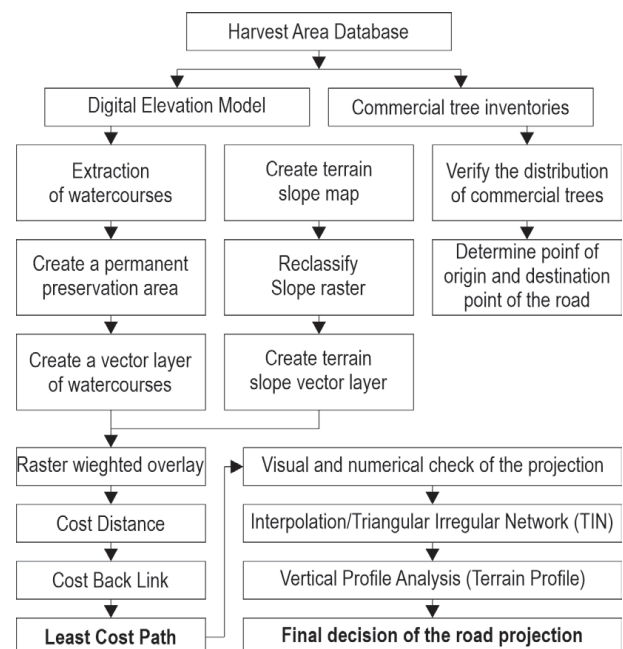 Harvest Area Database
Digital Elevation Model
Commercial tree inventories
Extraction
of watercourses
Create terrain
slope map
Verify the distribution
of commercial trees
Create a permanent
preservation area
Reclassify
Slope raster
Determine poinf of
origin and destination
point of the road
Create a vector layer
of watercourses
Create terrain
slope vector layer
Raster wieghted overlay
Visual and numerical check of the projection
Cost Distance
Interpolation/Triangular Irregular Network (TIN)
Cost Back Link
Vertical Profile Analysis (Terrain Profile)
Least Cost Path
Final decision of the road projection